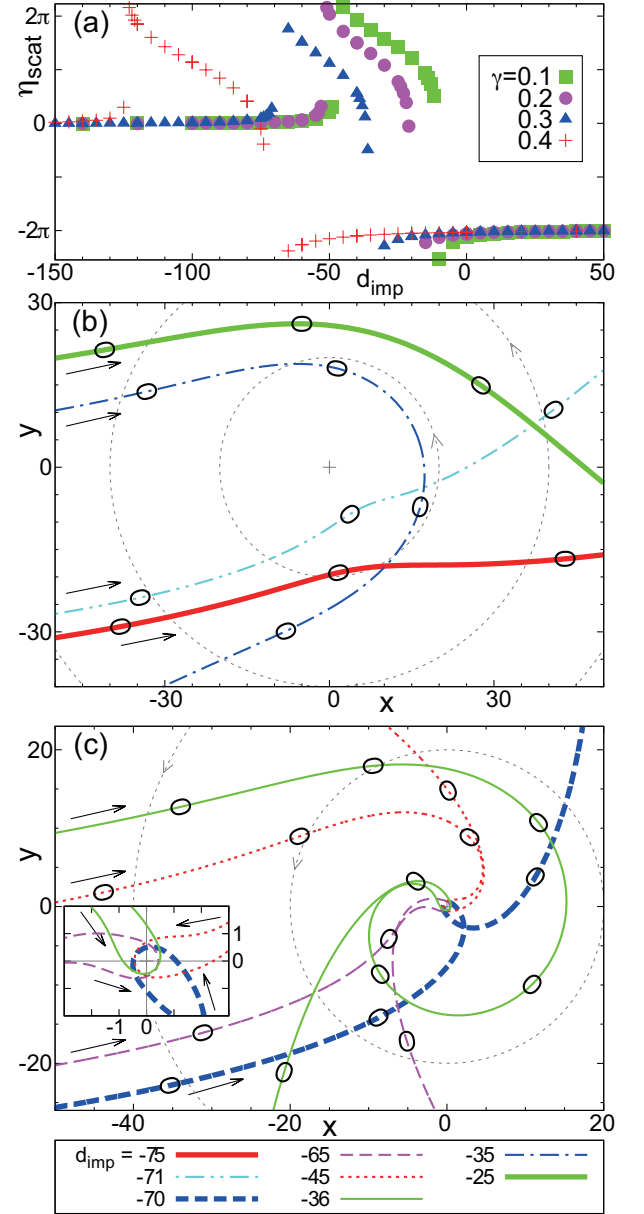 (a)
η_scat
2π
0
-2π
γ=0.1
0.2
0.3
0.4
-150 -100 -50 0 50
d_imp
(b)
y
30
0
-30
-30 0 30
x
(c)
y
20
0
-20
1
0
-1 0
-40 -20 0 20
x
d_imp = -75 -65 -35
-71 -45 -25
-70 -36